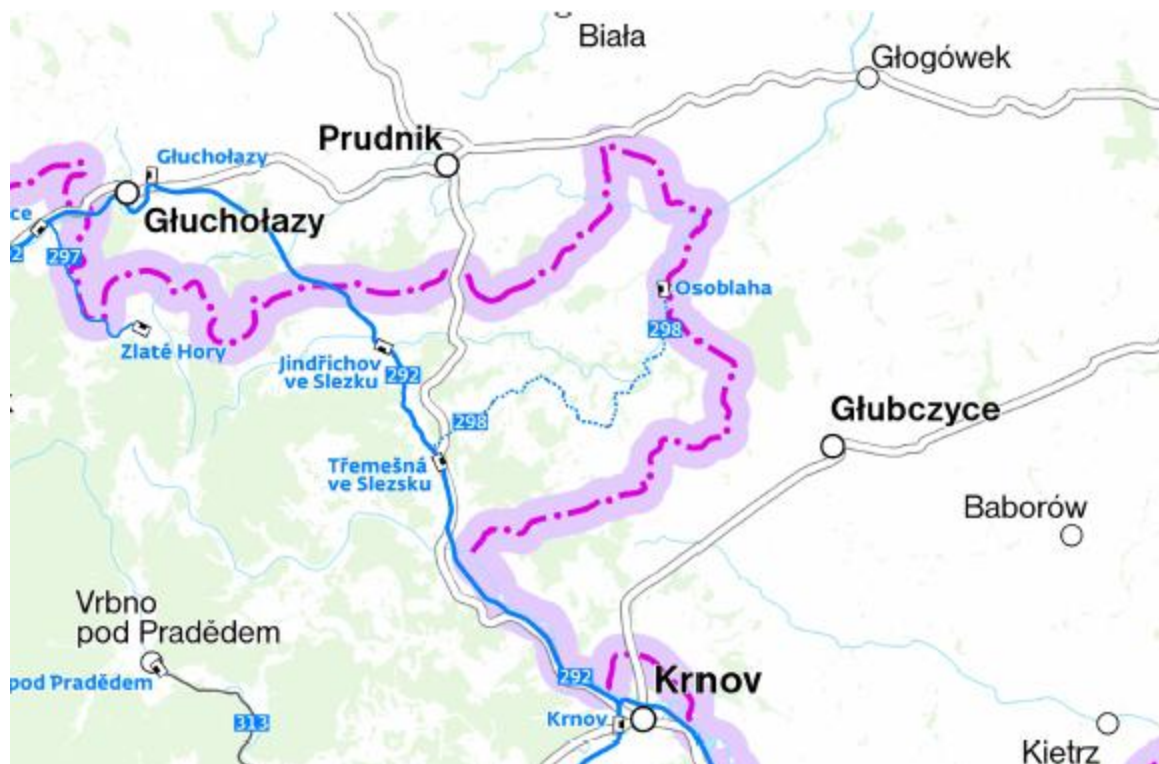 Biała
Głogówek
Prudnik
Głuchołazy
Głuchołazy
ce
2
297
Osoblaha
298
Zlaté Hory
Jindřichov
ve Slezku
292
298
Głubczyce
Třemešná
ve Slezsku
Baborów
Vrbno
pod Pradědem
pod Pradědem
292
Krnov
Krnov
313
Kietrz